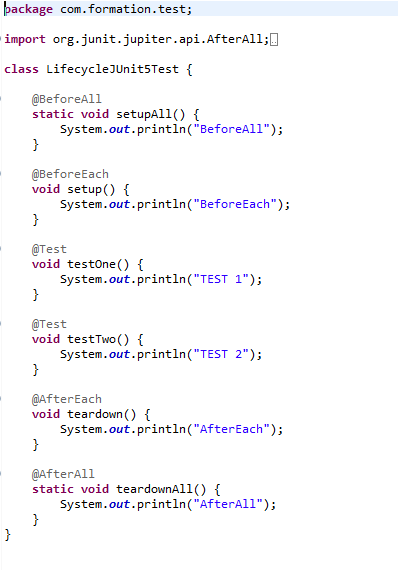 package com.formation.test;
import org.junit.jupiter.api.AfterAll;
class LifecycleJUnit5Test {
@BeforeAll
static void setupAll() {
System.out.println("BeforeAll");
}
@BeforeEach
void setup() {
System.out.println("BeforeEach");
}
@Test
void testOne() {
System.out.println("TEST 1");
}
@Test
void testTwo() {
System.out.println("TEST 2");
}
@AfterEach
void teardown() {
System.out.println("AfterEach");
}
@AfterAll
static void teardownAll() {
System.out.println("AfterAll");
}
}